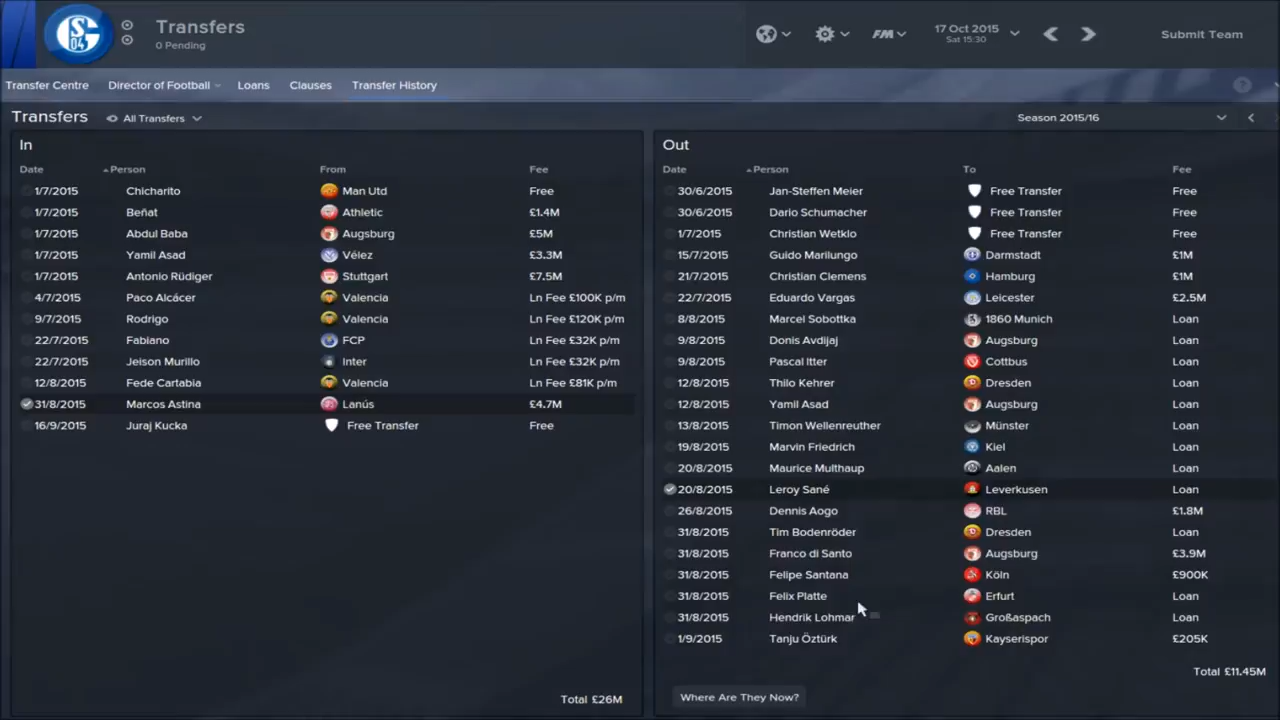 Transfers
0 Pending
S 04
FM
17 Oct 2015
Sat 15:30
Submit Team
Transfer Centre Director of Football Loans Clauses Transfer History ?
Transfers All Transfers Season 2015/16
In
Date Person From Fee
1/7/2015 Chicharito Man Utd Free
1/7/2015 Beñat Athletic £1.4M
1/7/2015 Abdul Baba Augsburg £5M
1/7/2015 Yamil Asad Vélez £3.3M
1/7/2015 Antonio Rüdiger Stuttgart £7.5M
4/7/2015 Paco Alcácer Valencia Ln Fee £100K p/m
9/7/2015 Rodrigo Valencia Ln Fee £120K p/m
22/7/2015 Fabiano FCP Ln Fee £32K p/m
22/7/2015 Jeison Murillo Inter Ln Fee £32K p/m
12/8/2015 Fede Cartabia Valencia Ln Fee £81K p/m
31/8/2015 Marcos Astina Lanús £4.7M
16/9/2015 Juraj Kucka Free Transfer Free
Total £26M
Out
Date Person To Fee
30/6/2015 Jan-Steffen Meier Free Transfer Free
30/6/2015 Dario Schumacher Free Transfer Free
1/7/2015 Christian Wetklo Free Transfer Free
15/7/2015 Guido Marilungo Darmstadt £1M
21/7/2015 Christian Clemens Hamburg £1M
22/7/2015 Eduardo Vargas Leicester £2.5M
8/8/2015 Marcel Sobottka 1860 Munich Loan
9/8/2015 Donis Avdijaj Augsburg Loan
9/8/2015 Pascal Itter Cottbus Loan
12/8/2015 Thilo Kehrer Dresden Loan
12/8/2015 Yamil Asad Augsburg Loan
13/8/2015 Timon Wellenreuther Münster Loan
19/8/2015 Marvin Friedrich Kiel Loan
20/8/2015 Maurice Multhaup Aalen Loan
20/8/2015 Leroy Sané Leverkusen Loan
26/8/2015 Dennis Aogo RBL £1.8M
31/8/2015 Tim Bodenröder Dresden Loan
31/8/2015 Franco di Santo Augsburg £3.9M
31/8/2015 Felipe Santana Köln £900K
31/8/2015 Felix Platte Erfurt Loan
31/8/2015 Hendrik Lohmar Großaspach Loan
1/9/2015 Tanju Öztürk Kayserispor £205K
Total £11.45M
Where Are They Now?